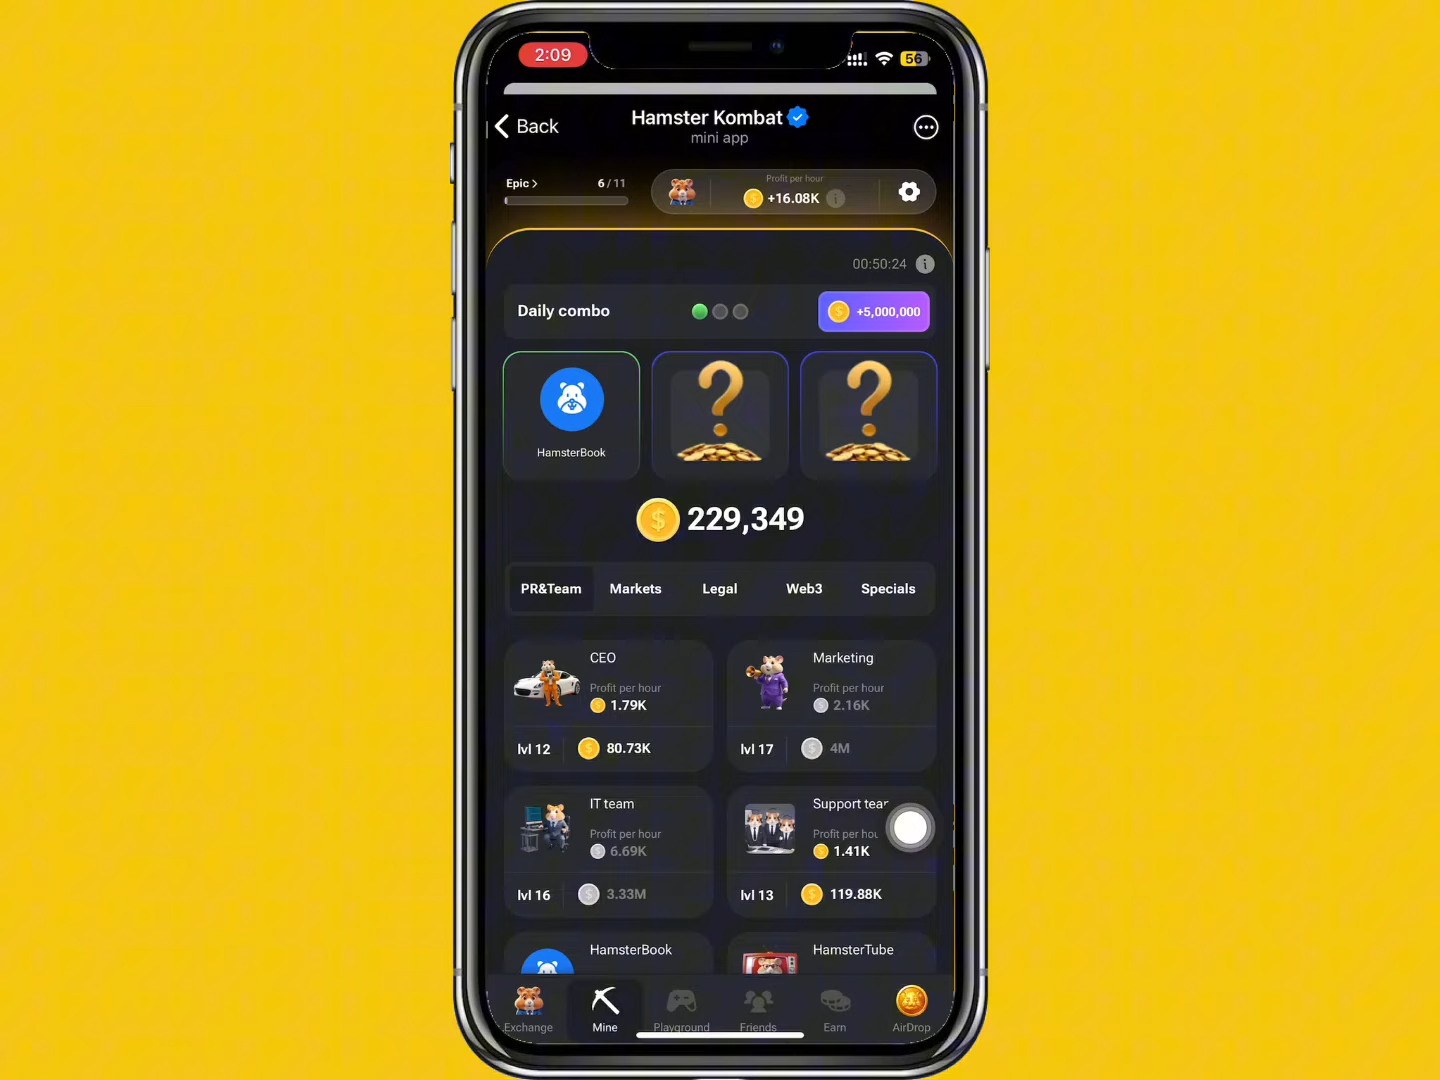 2:09
56
Back
Hamster Kombat
mini app
Epic >
6 / 11
Profit per hour
+16.08K
00:50:24
Daily combo
+5,000,000
HamsterBook
229,349
PR&Team Markets Legal Web3 Specials
CEO
Profit per hour
1.79K
lvl 12
80.73K
Marketing
Profit per hour
2.16K
lvl 17
4M
IT team
Profit per hour
6.69K
lvl 16
3.33M
Support tear
Profit per hou
1.41K
lvl 13
119.88K
HamsterBook
HamsterTube
Exchange Mine Playground Friends Earn AirDrop